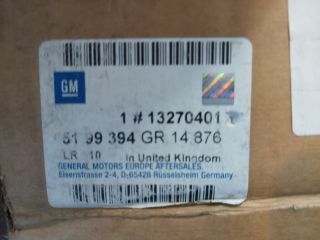 GM
1 # 13270401
51 99 394 GR 14 876
LR 10 In United Kingdom
GENERAL MOTORS EUROPE AFTERSALES
Eisenstrasse 2-4, D-65428 Rüsselsheim Germany